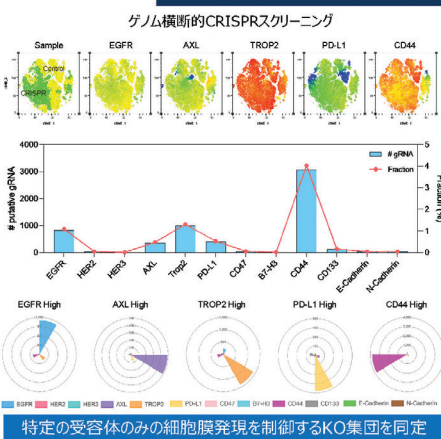 ゲノム横断的CRISPRスクリーニング
Sample EGFR AXL TROP2 PD-L1 CD44
Control
CRISPR
# putative gRNA
4000
3000
2000
1000
0
# gRNA
Fraction
5
4
3
2
1
0
Fraction (%)
EGFR HER2 HER3 AXL Trop2 PD-L1 CD47 B7-H3 CD44 CD133 E-Cadherin N-Cadherin
EGFR High AXL High TROP2 High PD-L1 High CD44 High
EGFR HER2 HER3 AXL TROP2 PD-L1 CD47 B7-H3 CD44 CD133 E-Cadherin N-Cadherin
特定の受容体のみの細胞膜発現を制御するKO集団を同定